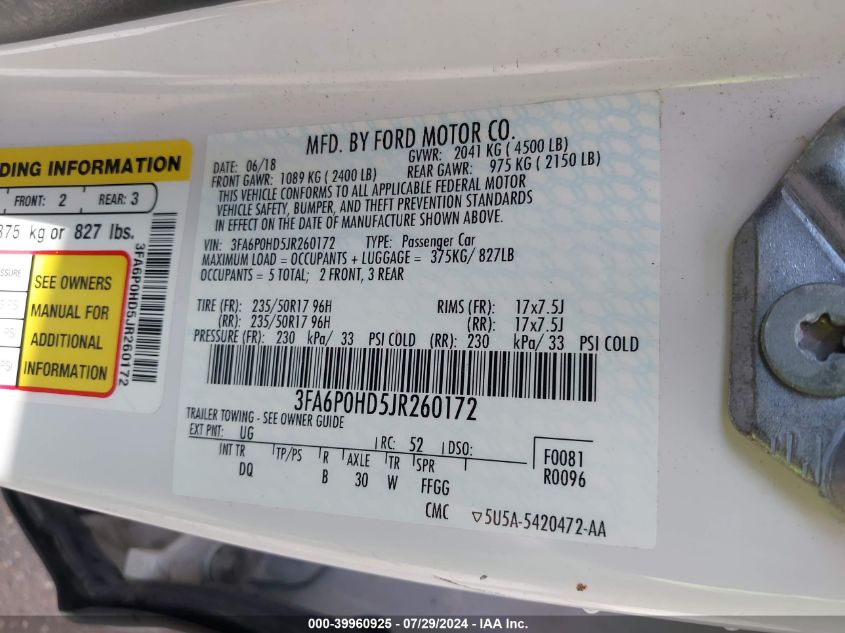 DING INFORMATION
FRONT: 2 REAR: 3
375 kg or 827 lbs.
3FA6P0HD5JR260172
SEE OWNERS
MANUAL FOR
ADDITIONAL
INFORMATION
MFD. BY FORD MOTOR CO.
DATE: 06/18 GVWR: 2041 KG ( 4500 LB)
FRONT GAWR: 1089 KG ( 2400 LB) REAR GAWR: 975 KG ( 2150 LB)
THIS VEHICLE CONFORMS TO ALL APPLICABLE FEDERAL MOTOR
VEHICLE SAFETY, BUMPER, AND THEFT PREVENTION STANDARDS
IN EFFECT ON THE DATE OF MANUFACTURE SHOWN ABOVE.
VIN: 3FA6P0HD5JR260172 TYPE: Passenger Car
MAXIMUM LOAD = OCCUPANTS + LUGGAGE = 375KG/ 827LB
OCCUPANTS : 5 TOTAL; 2 FRONT, 3 REAR
TIRE (FR): 235/50R17 96H RIMS (FR): 17x7.5J
(RR): 235/50R17 96H (RR): 17x7.5J
PRESSURE (FR): 230 kPa/ 33 PSI COLD (RR): 230 kPa/ 33 PSI COLD
3FA6P0HD5JR260172
TRAILER TOWING - SEE OWNER GUIDE
EXT PNT: UG RC: 52 DSO:
INT TR TP/PS R AXLE TR SPR
DQ B 30 W FFGG
F0081
R0096
CMC ▽5U5A-5420472-AA
000-39960925 - 07/29/2024 - IAA Inc.